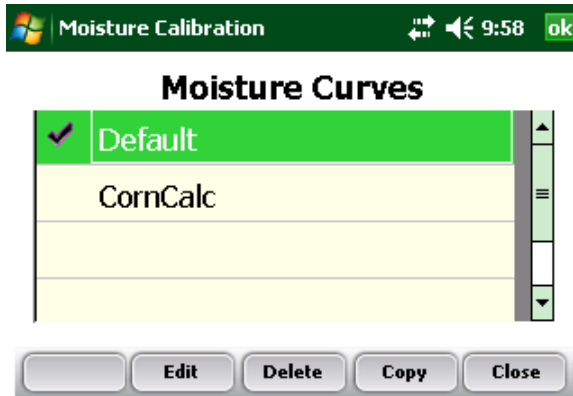 Moisture Calibration 9:58 ok
Moisture Curves
Default
CornCalc
Edit Delete Copy Close